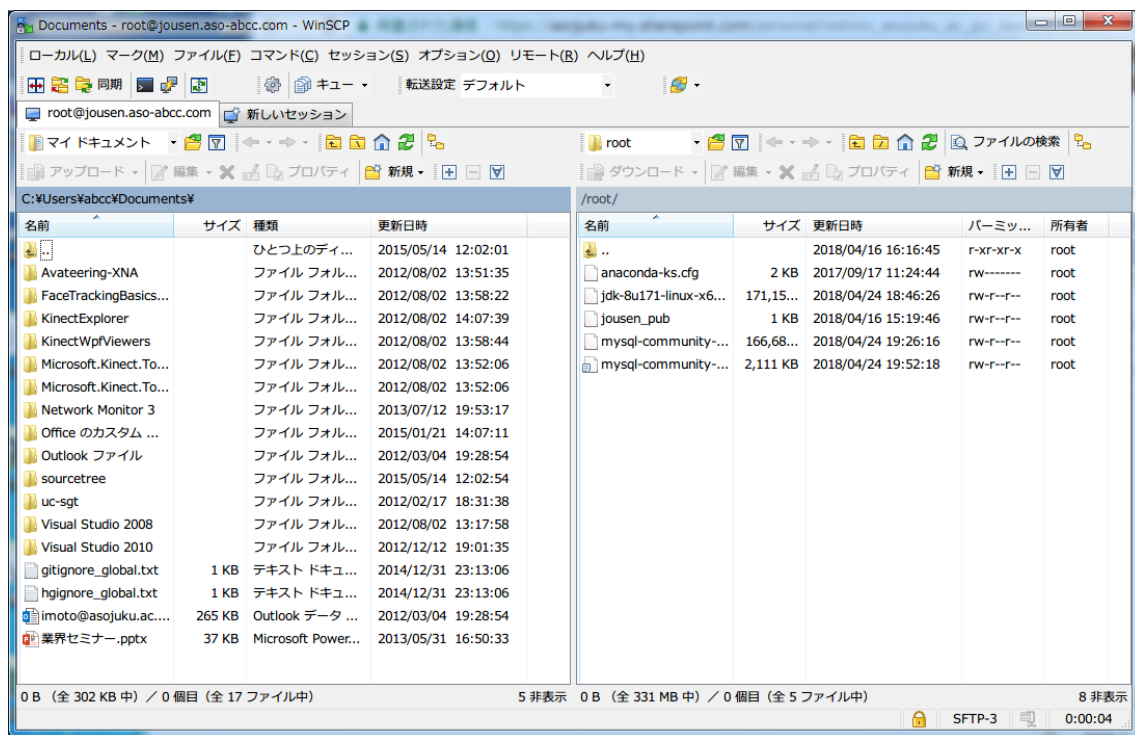 Documents - root@jousen.aso-abcc.com - WinSCP
ローカル(L) マーク(M) ファイル(F) コマンド(C) セッション(S) オプション(O) リモート(R) ヘルプ(H)
同期 キュー 転送設定 デフォルト
root@jousen.aso-abcc.com 新しいセッション
マイ ドキュメント root ファイルの検索
アップロード 編集 プロパティ 新規 ダウンロード 編集 プロパティ 新規
C:¥Users¥abcc¥Documents¥ /root/
名前 サイズ 種類 更新日時 名前 サイズ 更新日時 パーミッ... 所有者
.. ひとつ上のディ... 2015/05/14 12:02:01 .. 2018/04/16 16:16:45 r-xr-xr-x root
Avateering-XNA ファイル フォル... 2012/08/02 13:51:35 anaconda-ks.cfg 2 KB 2017/09/17 11:24:44 rw------- root
FaceTrackingBasics... ファイル フォル... 2012/08/02 13:58:22 jdk-8u171-linux-x6... 171,15... 2018/04/24 18:46:26 rw-r--r-- root
KinectExplorer ファイル フォル... 2012/08/02 14:07:39 jousen_pub 1 KB 2018/04/16 15:19:46 rw-r--r-- root
KinectWpfViewers ファイル フォル... 2012/08/02 13:58:44 mysql-community-... 166,68... 2018/04/24 19:26:16 rw-r--r-- root
Microsoft.Kinect.To... ファイル フォル... 2012/08/02 13:52:06 mysql-community-... 2,111 KB 2018/04/24 19:52:18 rw-r--r-- root
Microsoft.Kinect.To... ファイル フォル... 2012/08/02 13:52:06
Network Monitor 3 ファイル フォル... 2013/07/12 19:53:17
Office のカスタム ... ファイル フォル... 2015/01/21 14:07:11
Outlook ファイル ファイル フォル... 2012/03/04 19:28:54
sourcetree ファイル フォル... 2015/05/14 12:02:54
uc-sgt ファイル フォル... 2012/02/17 18:31:38
Visual Studio 2008 ファイル フォル... 2012/08/02 13:17:58
Visual Studio 2010 ファイル フォル... 2012/12/12 19:01:35
gitignore_global.txt 1 KB テキスト ドキュ... 2014/12/31 23:13:06
hgignore_global.txt 1 KB テキスト ドキュ... 2014/12/31 23:13:06
imoto@asojuku.ac.... 265 KB Outlook データ ... 2012/03/04 19:28:54
業界セミナー.pptx 37 KB Microsoft Power... 2013/05/31 16:50:33
0 B （全 302 KB 中）／ 0 個目（全 17 ファイル中） 5 非表示 0 B （全 331 MB 中）／ 0 個目（全 5 ファイル中） 8 非表示
SFTP-3 0:00:04